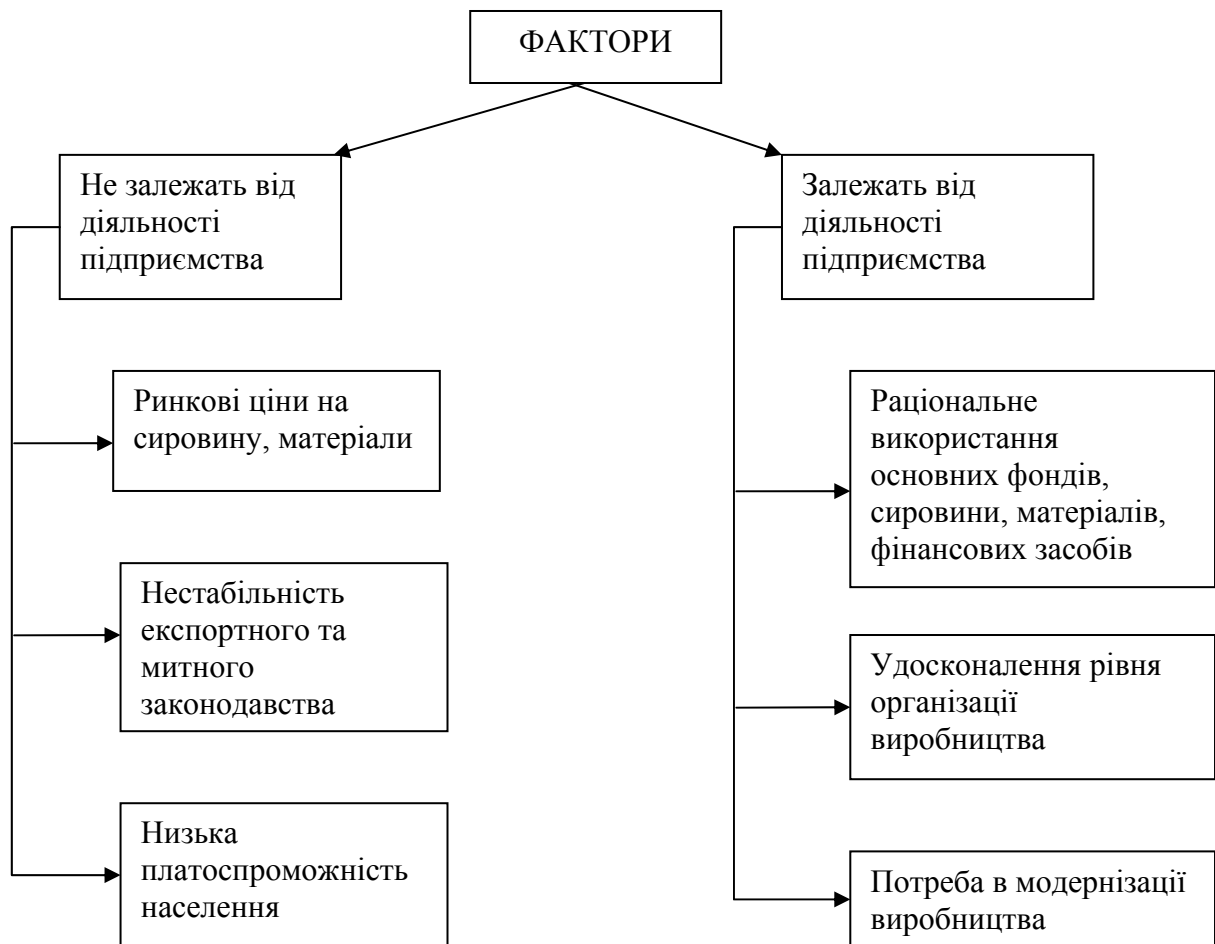 ФАКТОРИ
Не залежать від
діяльності
підприємства
Ринкові ціни на
сировину, матеріали
Нестабільність
експортного та
митного
законодавства
Низька
платоспроможність
населення
Залежать від
діяльності
підприємства
Раціональне
використання
основних фондів,
сировини, матеріалів,
фінансових засобів
Удосконалення рівня
організації
виробництва
Потреба в модернізації
виробництва